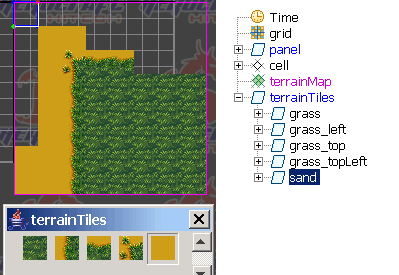 Time
grid
panel
cell
terrainMap
terrainTiles
grass
grass_left
grass_top
grass_topLeft
sand
terrainTiles